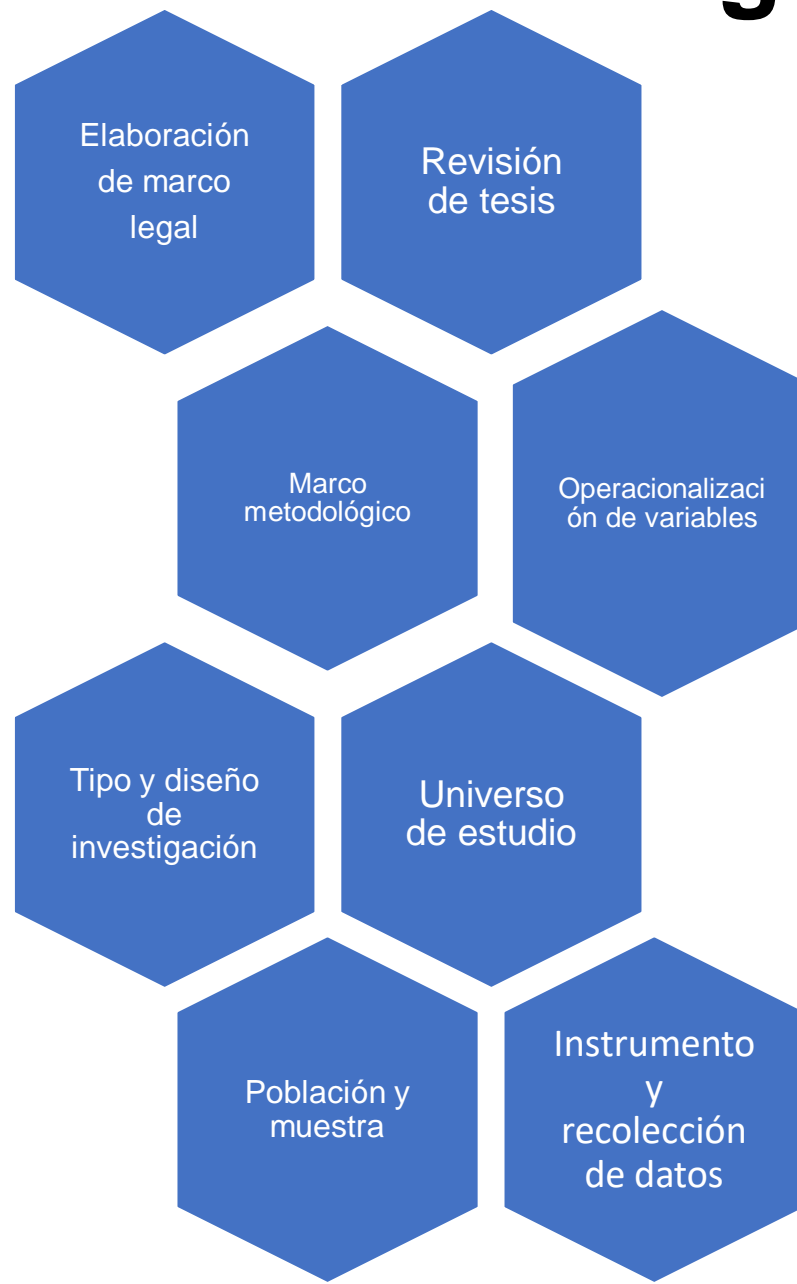 Elaboración
de marco
legal
Revisión
de tesis
Marco
metodológico
Operacionalizaci
ón de variables
Tipo y diseño
de
investigación
Universo
de estudio
Población y
muestra
Instrumento
y
recolección
de datos